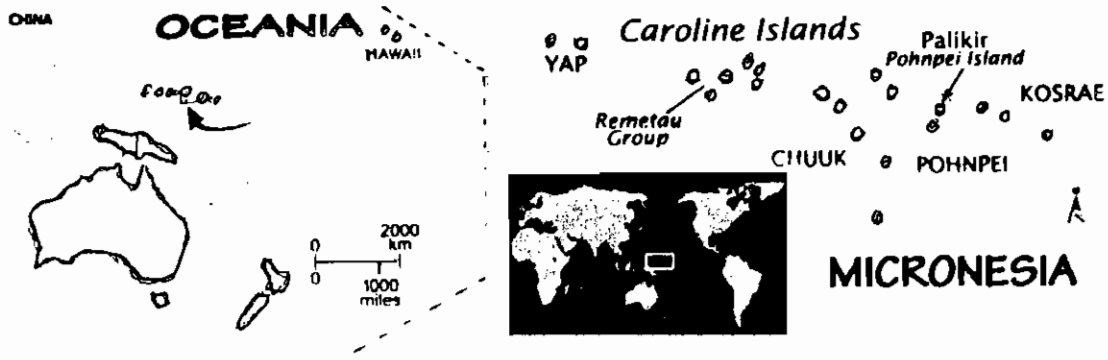 CHINA
OCEANIA
HAWAII
0
2000
km
0
1000
miles
Caroline Islands
YAP
Palikir
Pohnpei Island
KOSRAE
Remetau
Group
CHUUK
POHNPEI
MICRONESIA